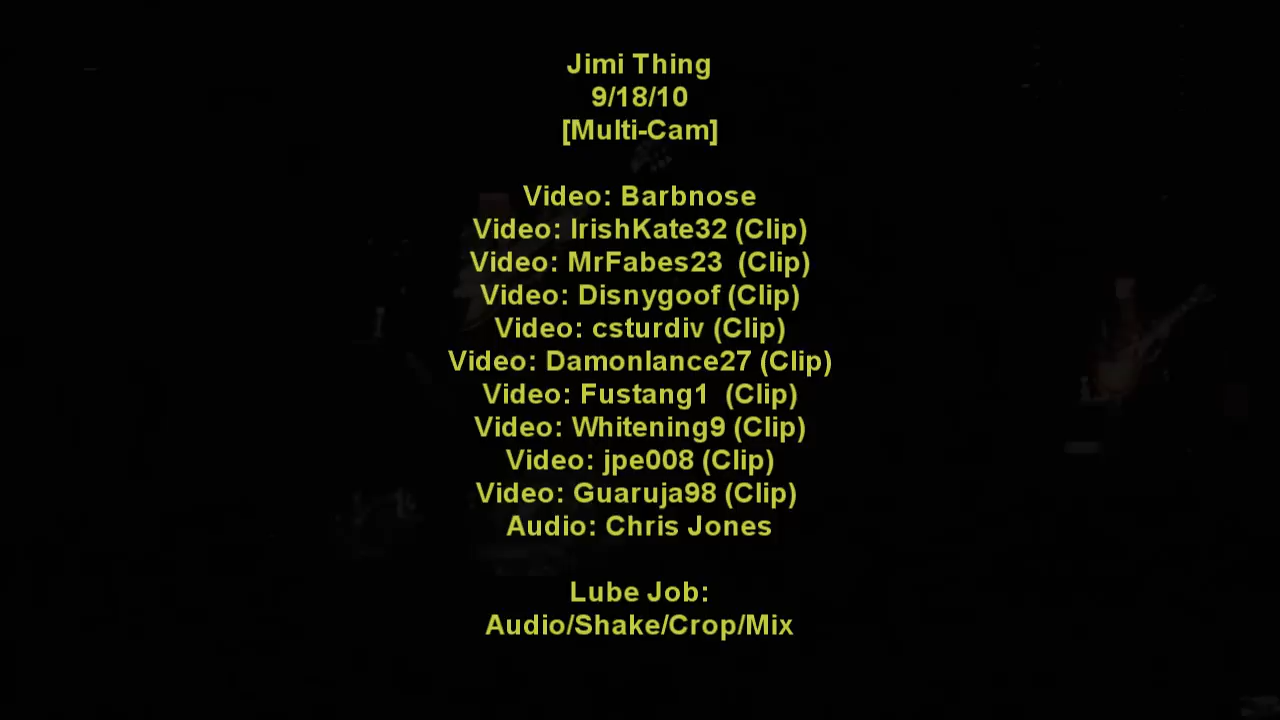 Jimi Thing
9/18/10
[Multi-Cam]
Video: Barbnose
Video: IrishKate32 (Clip)
Video: MrFabes23  (Clip)
Video: Disnygoof (Clip)
Video: csturdiv (Clip)
Video: Damonlance27 (Clip)
Video: Fustang1  (Clip)
Video: Whitening9 (Clip)
Video: jpe008 (Clip)
Video: Guaruja98 (Clip)
Audio: Chris Jones
Lube Job:
Audio/Shake/Crop/Mix